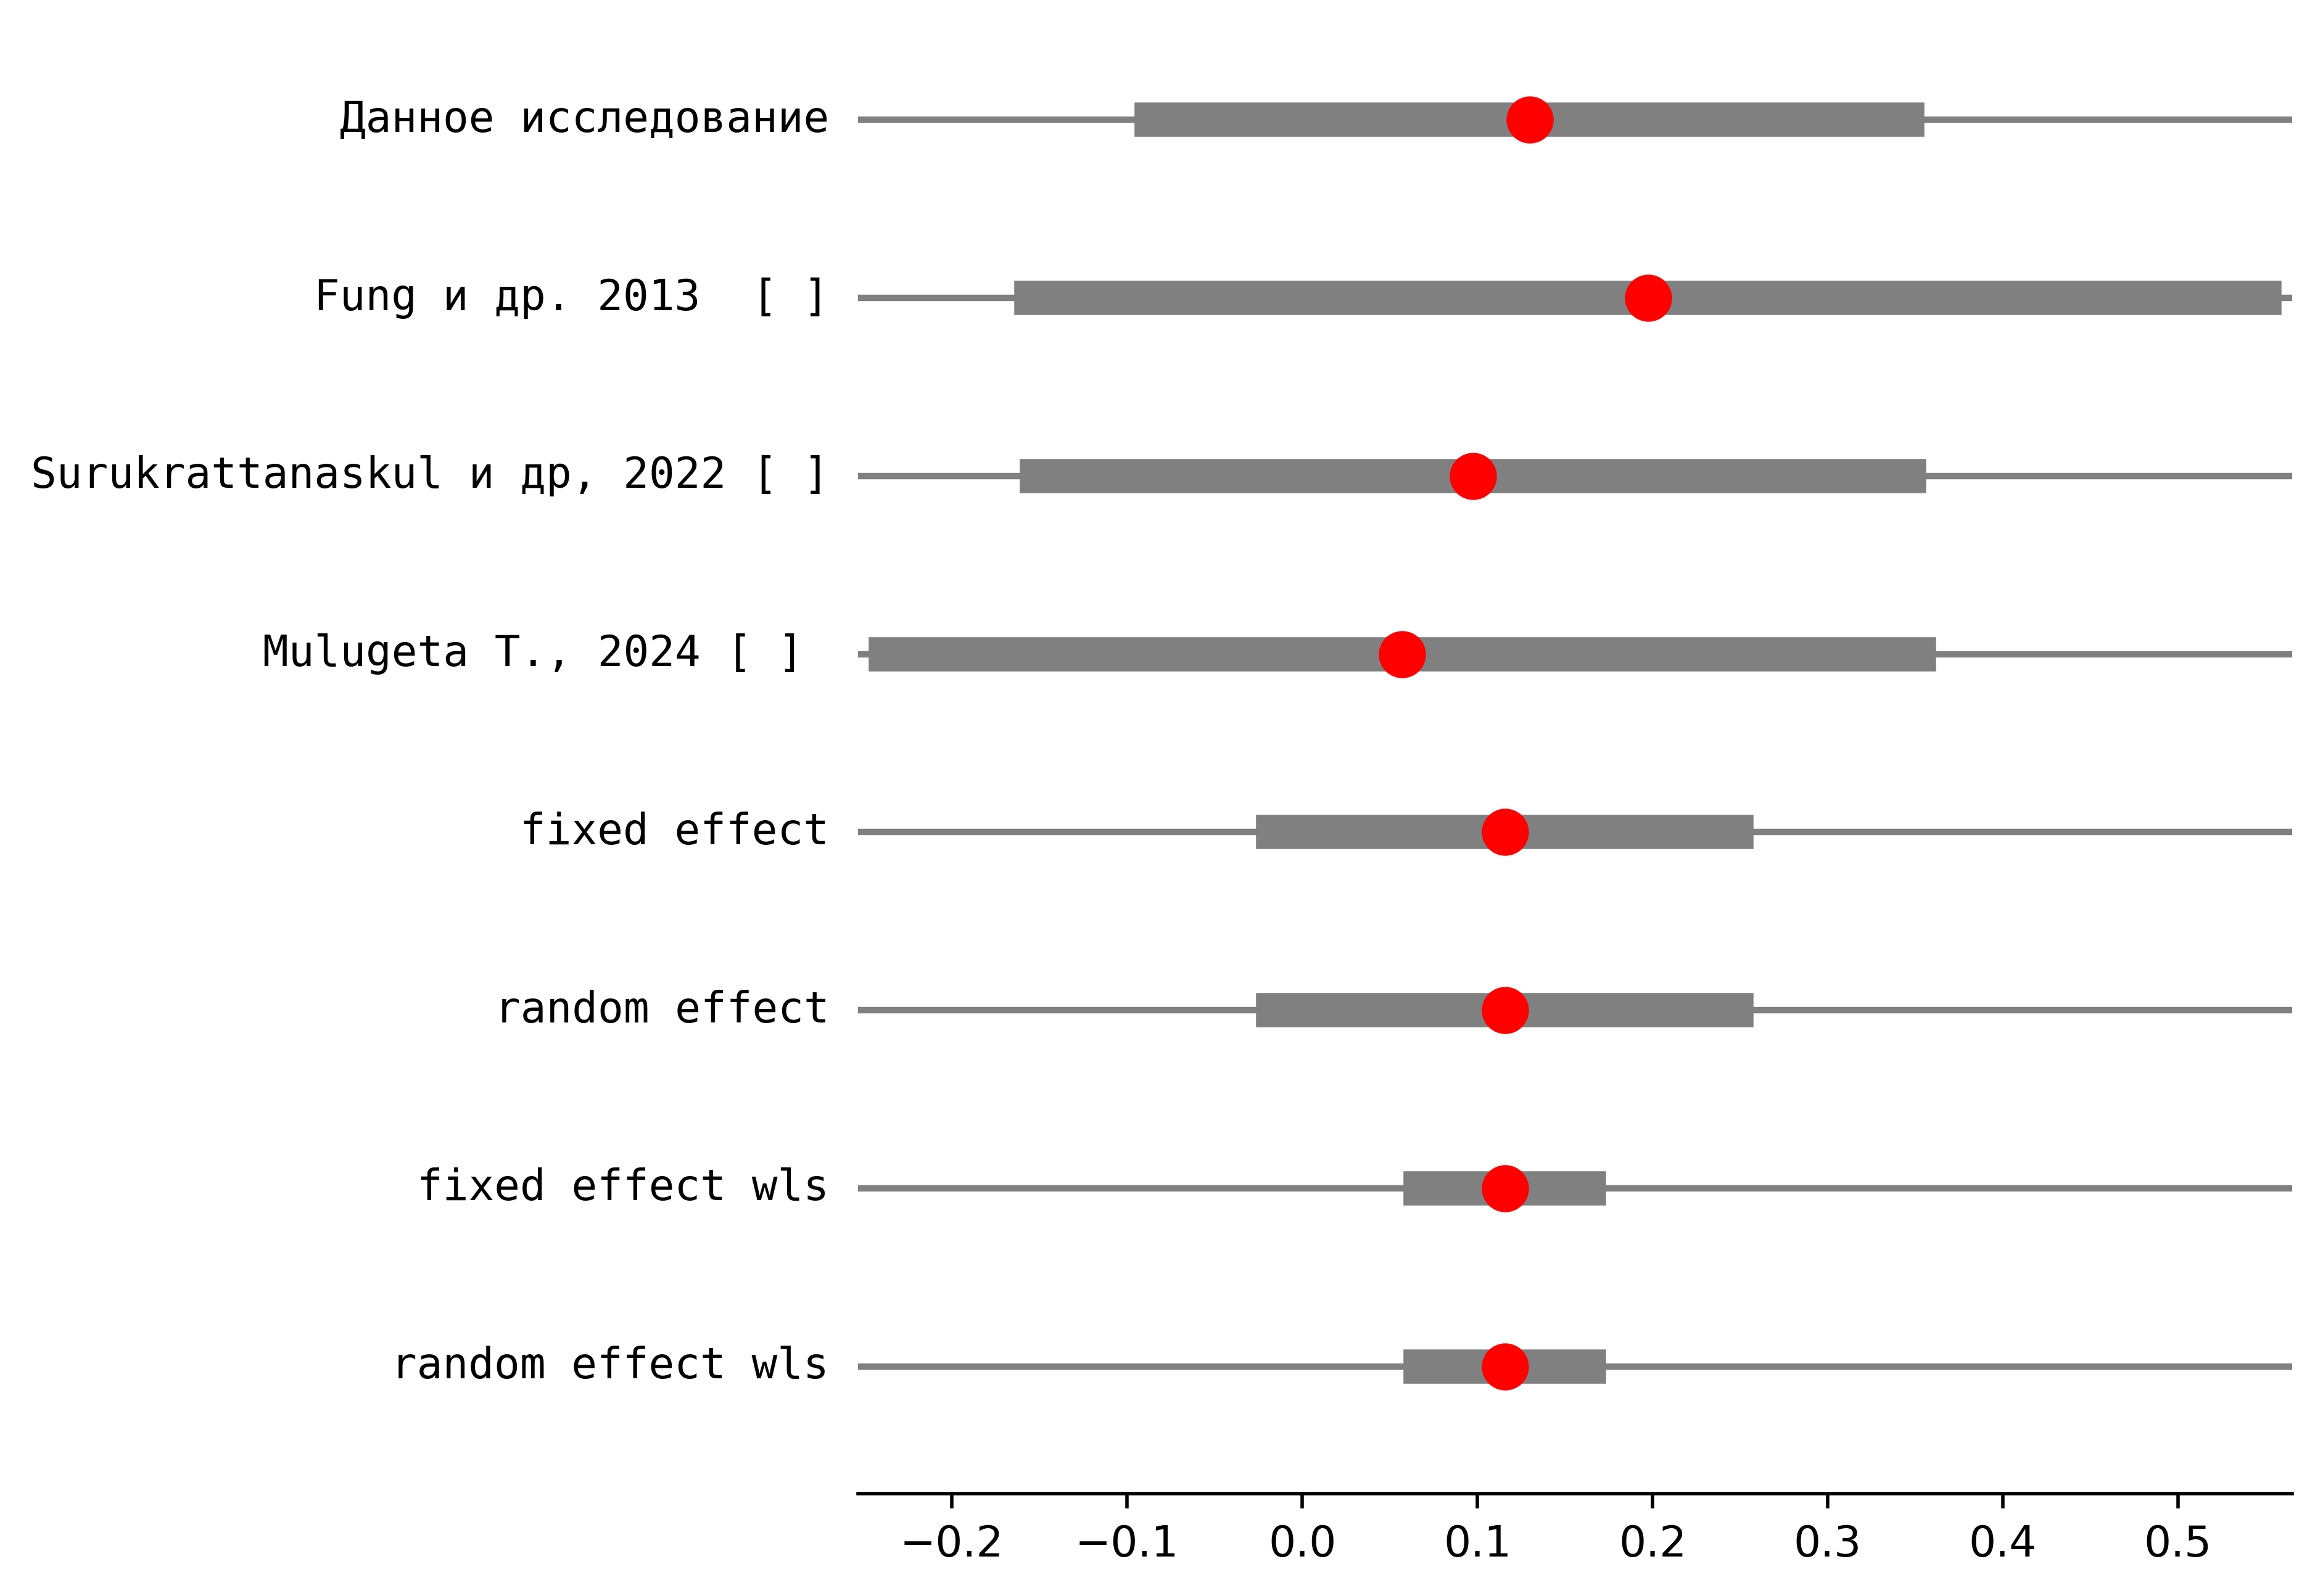 Данное исследование
Fung и др. 2013  [ ]
Surukrattanaskul и др, 2022 [ ]
Mulugeta T., 2024 [ ]
fixed effect
random effect
fixed effect wls
random effect wls
−0.2 −0.1 0.0 0.1 0.2 0.3 0.4 0.5